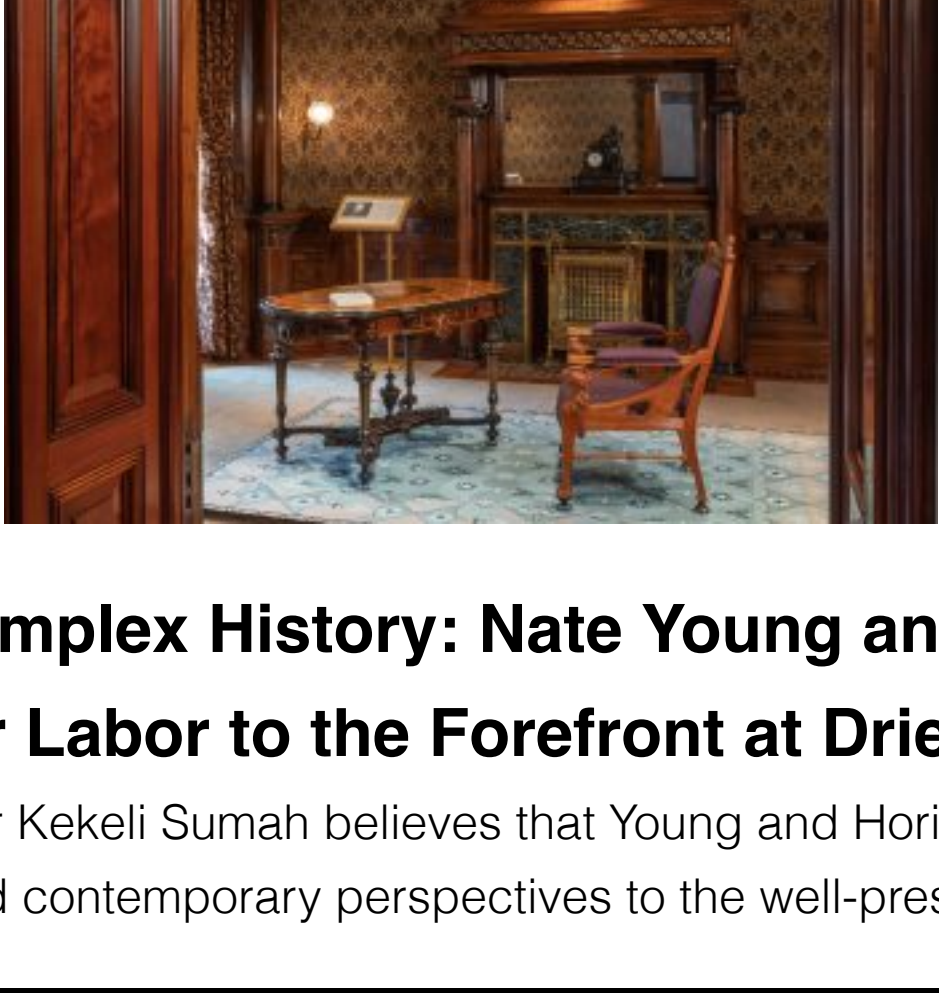 mplex History: Nate Young an
r Labor to the Forefront at Drie
r Kekeli Sumah believes that Young and Hori
d contemporary perspectives to the well-pres